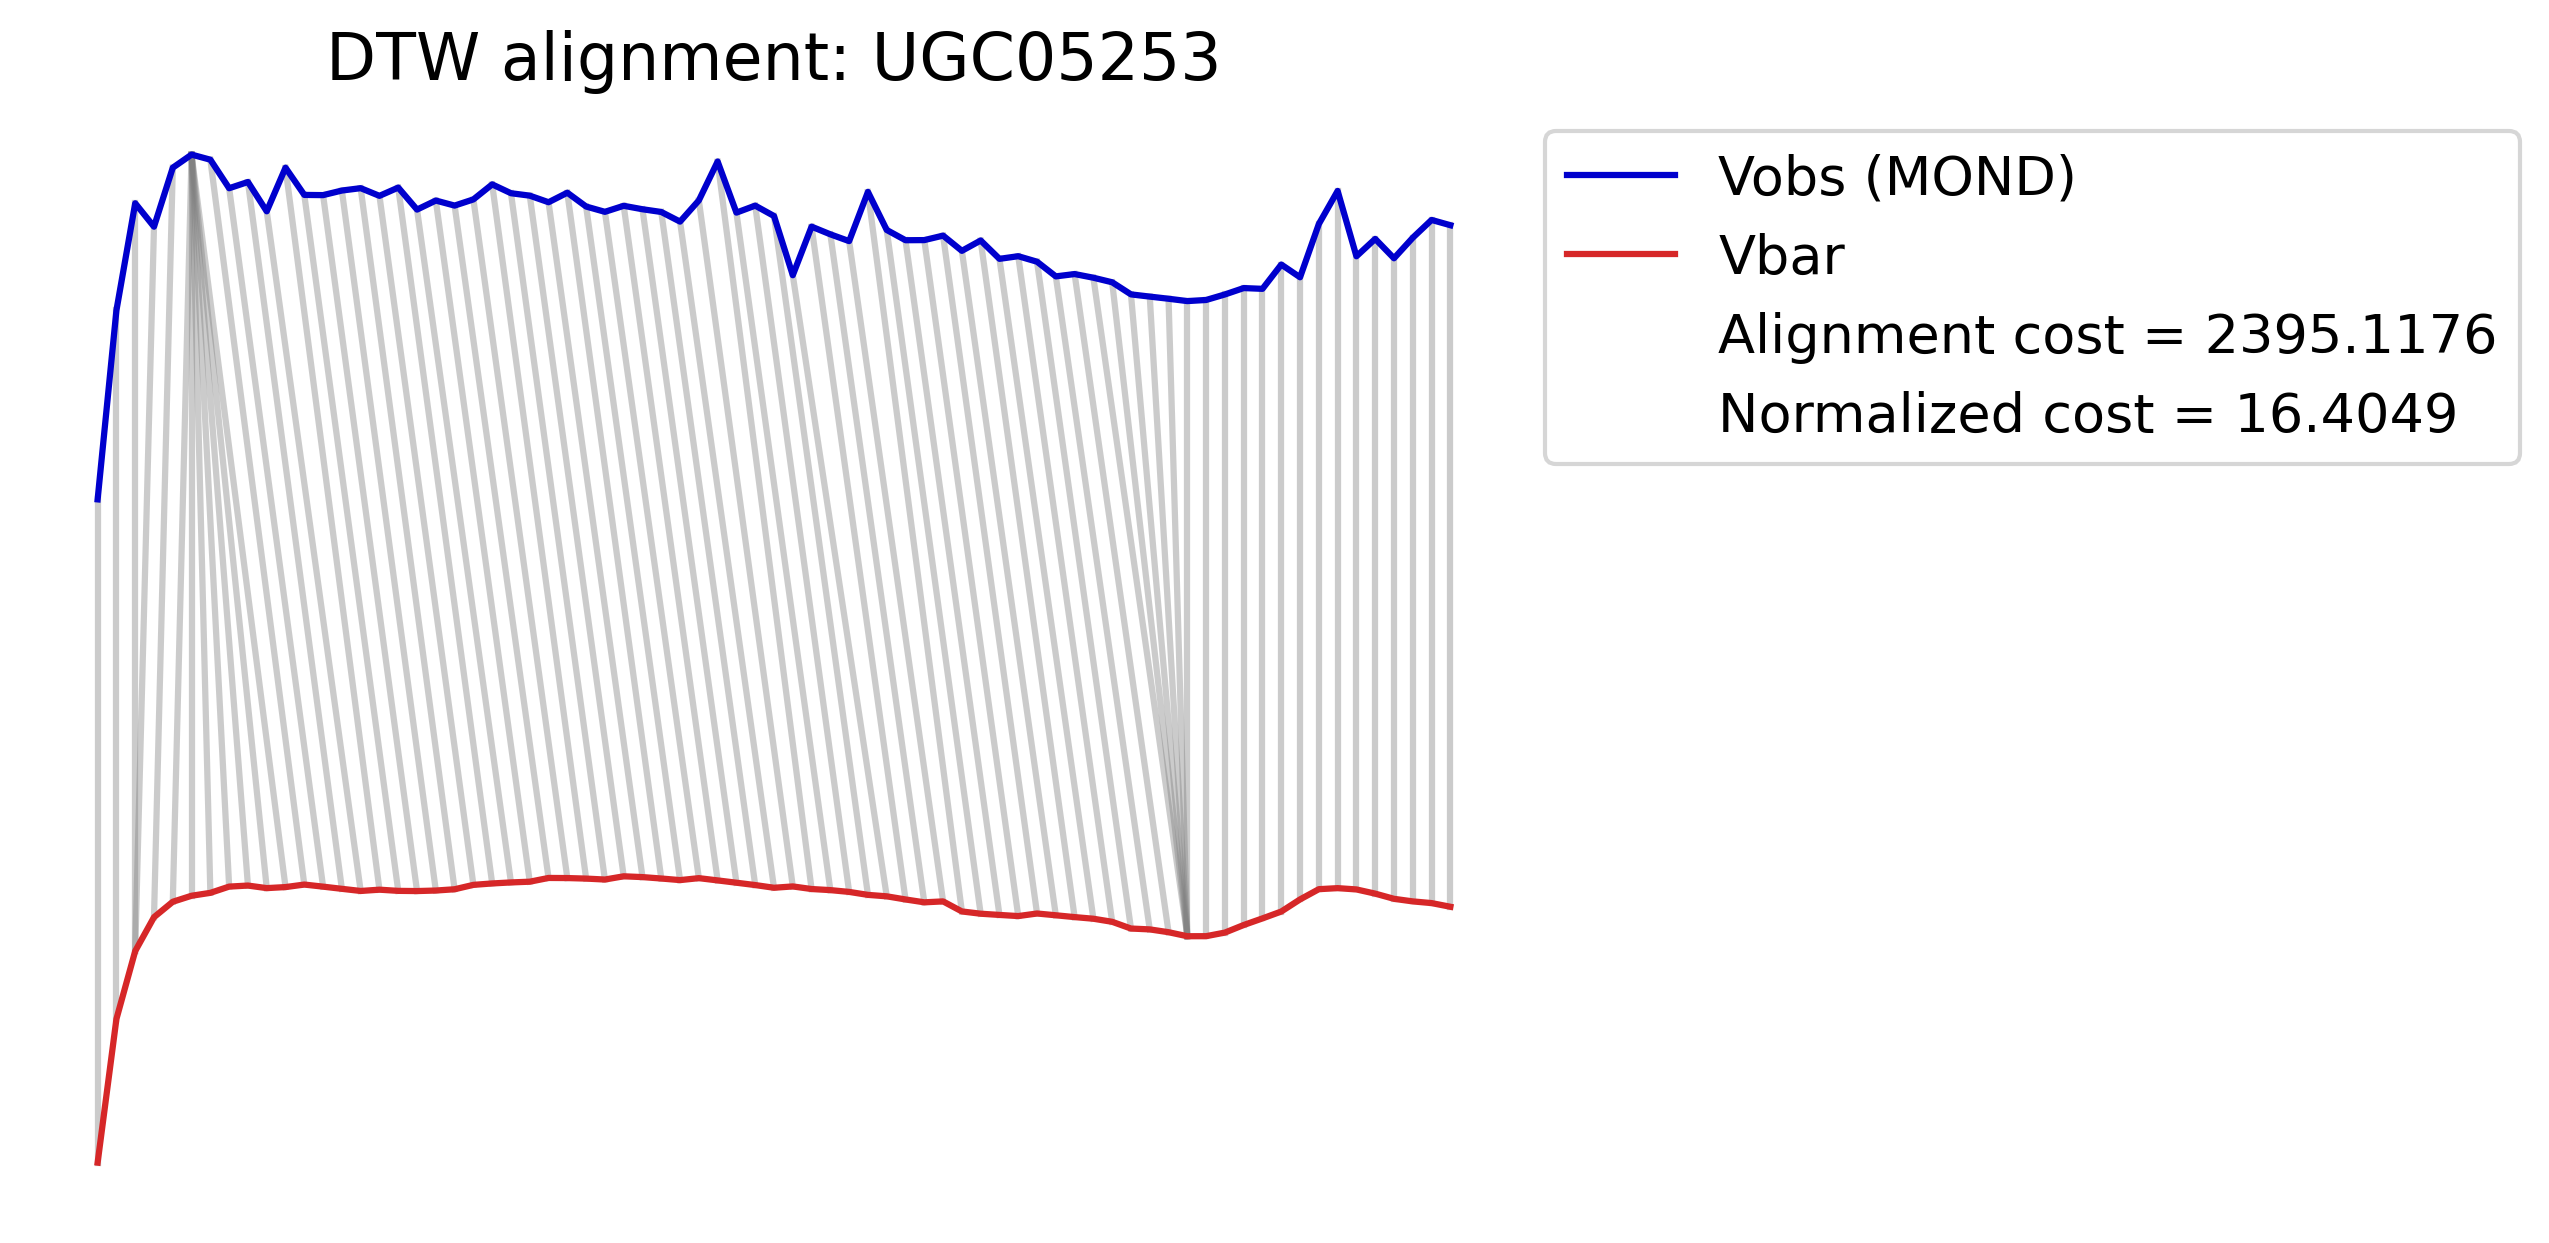 DTW alignment: UGC05253
Vobs (MOND)
Vbar
Alignment cost = 2395.1176
Normalized cost = 16.4049